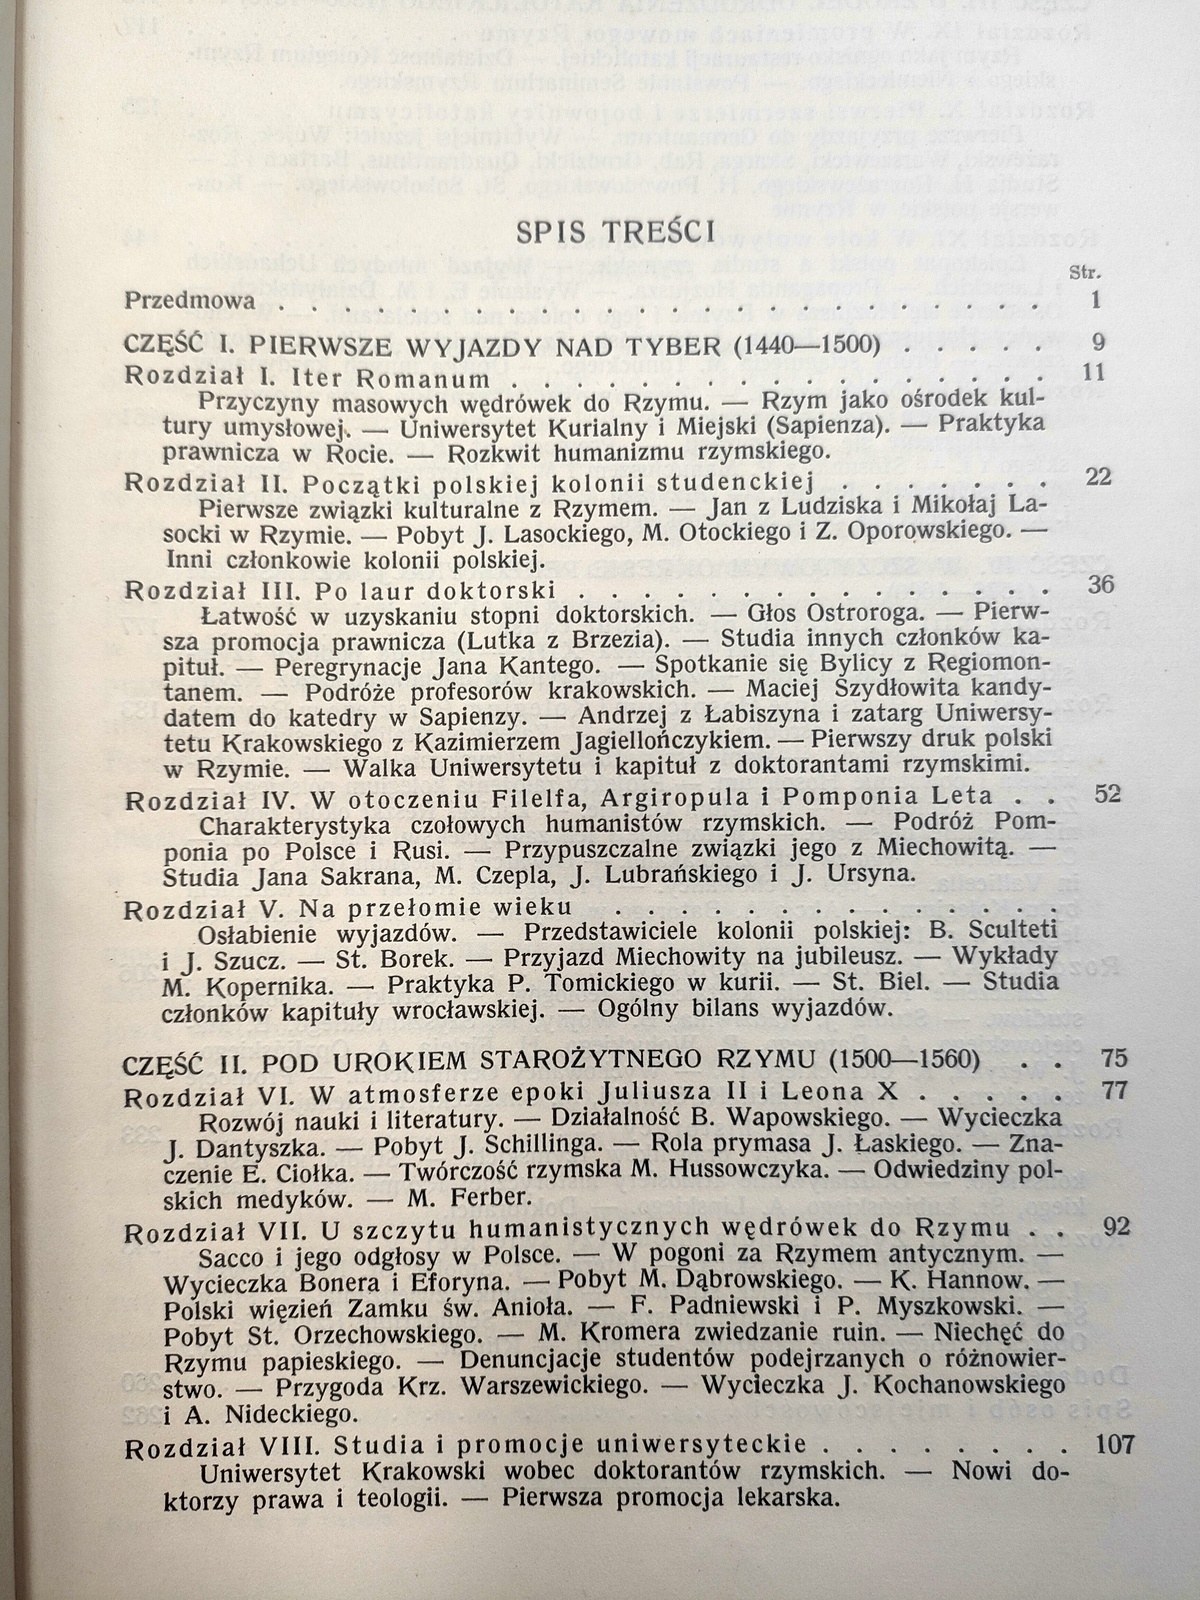 SPIS TREŚCI
Str.
Przedmowa . . . . . . . . . . . . . . . . . . . . . 1
CZĘŚĆ I. PIERWSZE WYJAZDY NAD TYBER (1440—1500) . . . . . 9
Rozdział I. Iter Romanum . . . . . . . . . . . . . . . . 11
Przyczyny masowych wędrówek do Rzymu. — Rzym jako ośrodek kul-
tury umysłowej. — Uniwersytet Kurialny i Miejski (Sapienza). — Praktyka
prawnicza w Rocie. — Rozkwit humanizmu rzymskiego.
Rozdział II. Początki polskiej kolonii studenckiej . . . . . . . 22
Pierwsze związki kulturalne z Rzymem. — Jan z Ludziska i Mikołaj La-
socki w Rzymie. — Pobyt J. Lasockiego, M. Otockiego i Z. Oporowskiego. —
Inni członkowie kolonii polskiej.
Rozdział III. Po laur doktorski . . . . . . . . . . . . . . 36
Łatwość w uzyskaniu stopni doktorskich. — Głos Ostroroga. — Pierw-
sza promocja prawnicza (Lutka z Brzezia). — Studia innych członków ka-
pituł. — Peregrynacje Jana Kantego. — Spotkanie się Bylicy z Regiomon-
tanem. — Podróże profesorów krakowskich. — Maciej Szydłowita kandy-
datem do katedry w Sapienzy. — Andrzej z Łabiszyna i zatarg Uniwersy-
tetu Krakowskiego z Kazimierzem Jagiellończykiem. — Pierwszy druk polski
w Rzymie. — Walka Uniwersytetu i kapituł z doktorantami rzymskimi.
Rozdział IV. W otoczeniu Filelfa, Argiropula i Pomponia Leta . . 52
Charakterystyka czołowych humanistów rzymskich. — Podróż Pom-
ponia po Polsce i Rusi. — Przypuszczalne związki jego z Miechowitą. —
Studia Jana Sakrana, M. Czepla, J. Lubrańskiego i J. Ursyna.
Rozdział V. Na przełomie wieku . . . . . . . . . . . . .
Osłabienie wyjazdów. — Przedstawiciele kolonii polskiej: B. Sculteti
i J. Szucz. — St. Borek. — Przyjazd Miechowity na jubileusz. — Wykłady
M. Kopernika. — Praktyka P. Tomickiego w kurii. — St. Biel. — Studia
członków kapituły wrocławskiej. — Ogólny bilans wyjazdów.
CZĘŚĆ II. POD UROKIEM STAROŻYTNEGO RZYMU (1500—1560) . . 75
Rozdział VI. W atmosferze epoki Juliusza II i Leona X . . . . . 77
Rozwój nauki i literatury. — Działalność B. Wapowskiego. — Wycieczka
J. Dantyszka. — Pobyt J. Schillinga. — Rola prymasa J. Łaskiego. — Zna-
czenie E. Ciołka. — Twórczość rzymska M. Hussowczyka. — Odwiedziny pol-
skich medyków. — M. Ferber.
Rozdział VII. U szczytu humanistycznych wędrówek do Rzymu . . 92
Sacco i jego odgłosy w Polsce. — W pogoni za Rzymem antycznym. —
Wycieczka Bonera i Eforyna. — Pobyt M. Dąbrowskiego. — K. Hannow. —
Polski więzień Zamku św. Anioła. — F. Padniewski i P. Myszkowski. —
Pobyt St. Orzechowskiego. — M. Kromera zwiedzanie ruin. — Niechęć do
Rzymu papieskiego. — Denuncjacje studentów podejrzanych o różnowier-
stwo. — Przygoda Krz. Warszewickiego. — Wycieczka J. Kochanowskiego
i A. Nideckiego.
Rozdział VIII. Studia i promocje uniwersyteckie . . . . . . . . 107
Uniwersytet Krakowski wobec doktorantów rzymskich. — Nowi do-
ktorzy prawa i teologii. — Pierwsza promocja lekarska.